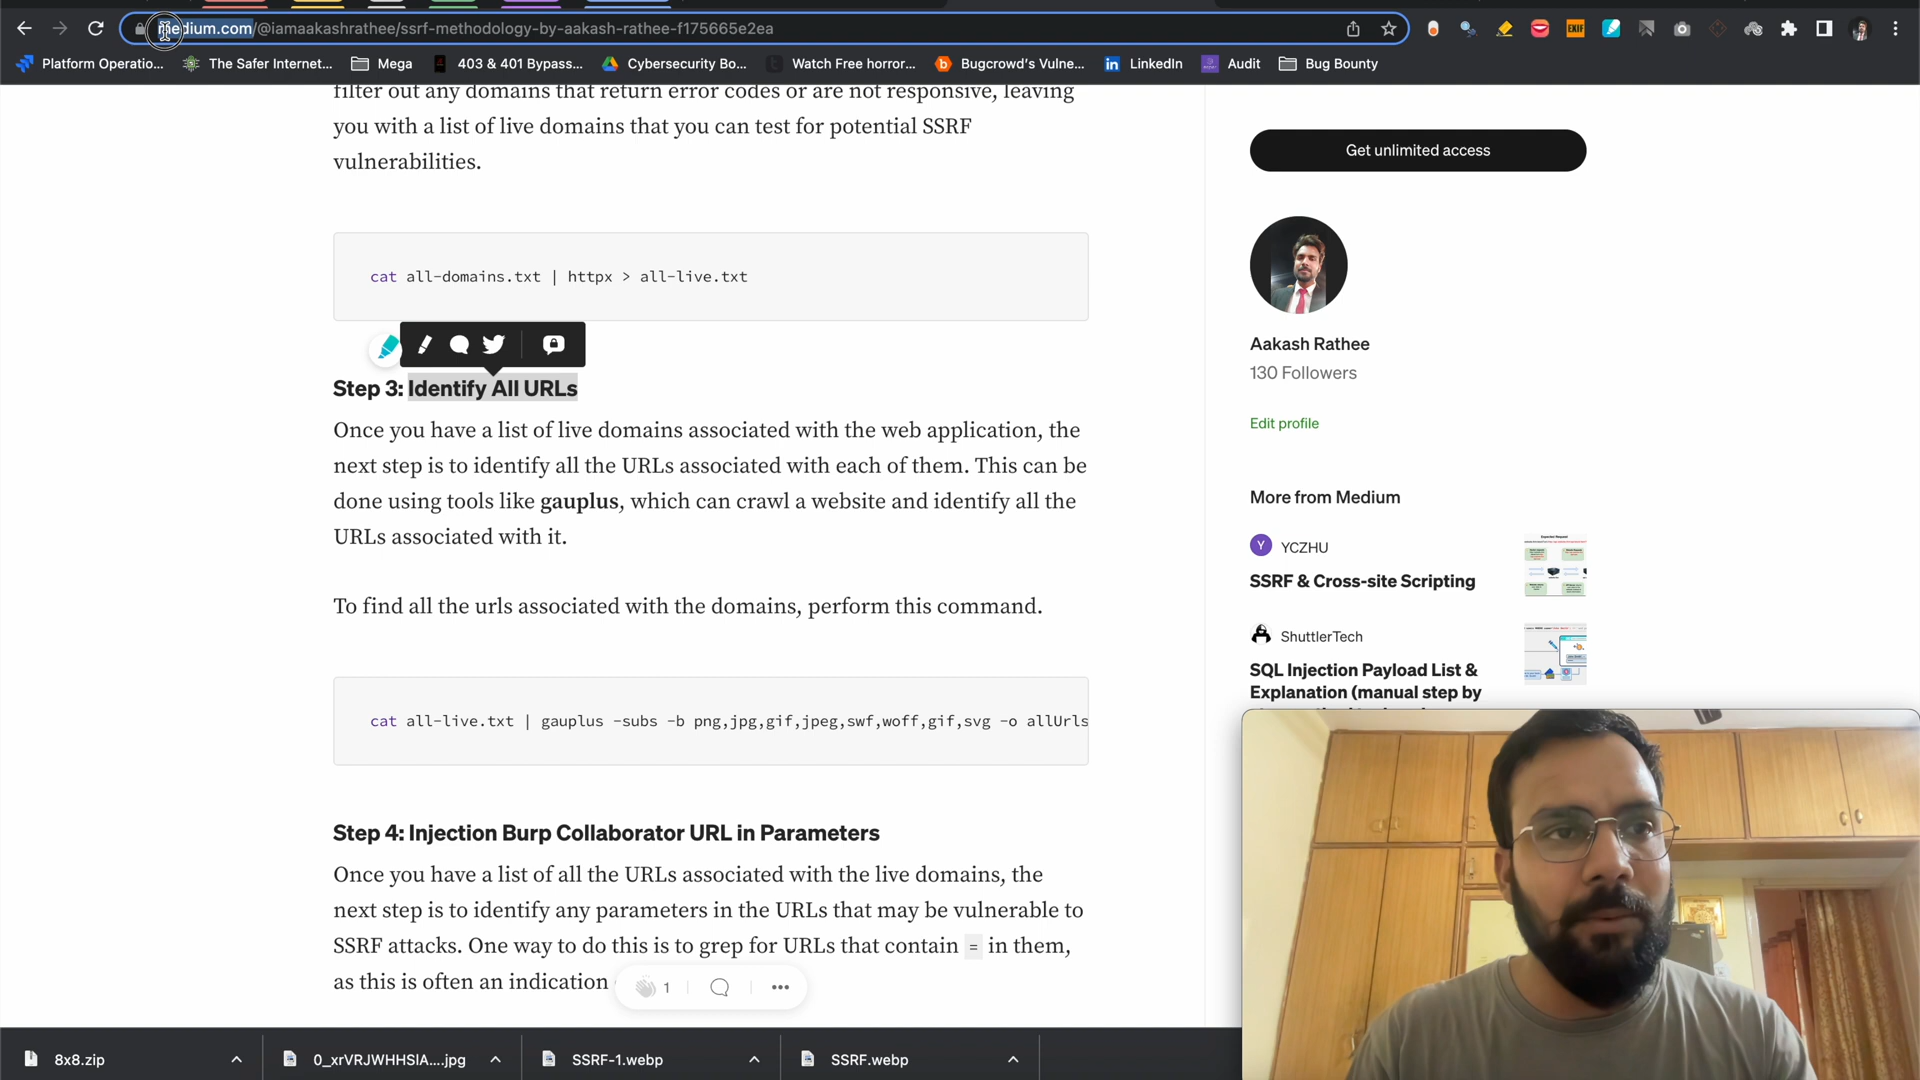 medium.com/@iamaakashrathee/ssrf-methodology-by-aakash-rathee-f175665e2ea
Platform Operatio...
The Safer Internet...
Mega
403 & 401 Bypass...
Cybersecurity Bo...
Watch Free horror...
Bugcrowd's Vulne...
LinkedIn
Audit
Bug Bounty
filter out any domains that return error codes or are not responsive, leaving
you with a list of live domains that you can test for potential SSRF
vulnerabilities.
cat all-domains.txt | httpx > all-live.txt
Step 3: Identify All URLs
Once you have a list of live domains associated with the web application, the
next step is to identify all the URLs associated with each of them. This can be
done using tools like gauplus, which can crawl a website and identify all the
URLs associated with it.
To find all the urls associated with the domains, perform this command.
cat all-live.txt | gauplus -subs -b png,jpg,gif,jpeg,swf,woff,gif,svg -o allUrls
Step 4: Injection Burp Collaborator URL in Parameters
Once you have a list of all the URLs associated with the live domains, the
next step is to identify any parameters in the URLs that may be vulnerable to
SSRF attacks. One way to do this is to grep for URLs that contain = in them,
as this is often an indication
1
Get unlimited access
Aakash Rathee
130 Followers
Edit profile
More from Medium
Y
YCZHU
SSRF & Cross-site Scripting
ShuttlerTech
SQL Injection Payload List &
Explanation (manual step by
8x8.zip
0_xrVRJWHHSIA....jpg
SSRF-1.webp
SSRF.webp
EXIF